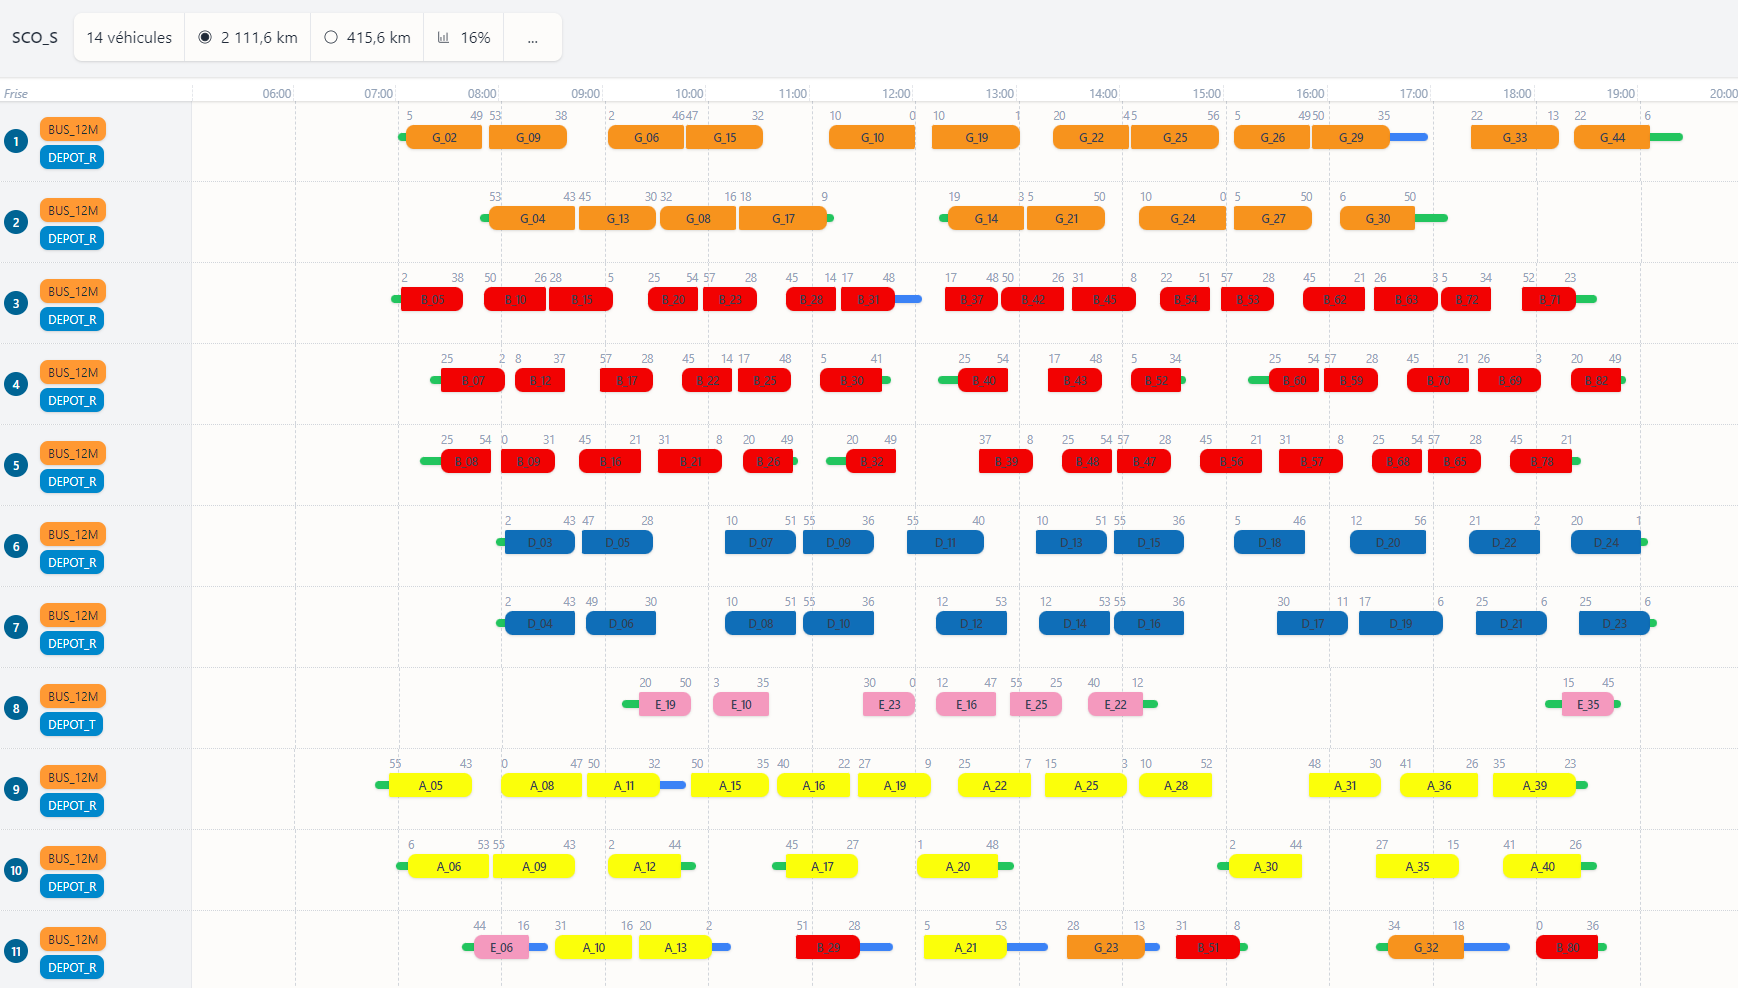 SCO_S 14 véhicules 2 111,6 km 415,6 km 16% ...
Frise 06:00 07:00 08:00 09:00 10:00 11:00 12:00 13:00 14:00 15:00 16:00 17:00 18:00 19:00 20:00
5 49 53 38 2 46 47 32 10 0 10 1 20 45 56 5 49 50 35 22 13 22 6
1 BUS_12M G_02 G_09 G_06 G_15 G_10 G_19 G_22 G_25 G_26 G_29 G_33 G_44
DEPOT_R
53 43 45 30 32 16 18 9 19 3 5 50 10 0 5 50 6 50
2 BUS_12M G_04 G_13 G_08 G_17 G_14 G_21 G_24 G_27 G_30
DEPOT_R
2 38 50 26 28 5 25 54 57 28 45 14 17 48 17 48 50 26 31 8 22 51 57 28 45 21 26 3 5 34 52 23
3 BUS_12M B_05 B_10 B_15 B_20 B_23 B_28 B_31 B_37 B_42 B_45 B_54 B_53 B_62 B_63 B_72 B_71
DEPOT_R
25 2 8 37 57 28 45 14 17 48 5 41 25 54 17 48 5 34 25 54 57 28 45 21 26 3 20 49
4 BUS_12M B_07 B_12 B_17 B_22 B_25 B_30 B_40 B_43 B_52 B_60 B_59 B_70 B_69 B_82
DEPOT_R
25 54 0 31 45 21 31 8 20 49 20 49 37 8 25 54 57 28 45 21 31 8 25 54 57 28 45 21
5 BUS_12M B_08 B_09 B_16 B_21 B_26 B_32 B_39 B_48 B_47 B_56 B_57 B_68 B_65 B_78
DEPOT_R
2 43 47 28 10 51 55 36 55 40 10 51 55 36 5 46 12 56 21 2 20 1
6 BUS_12M D_03 D_05 D_07 D_09 D_11 D_13 D_15 D_18 D_20 D_22 D_24
DEPOT_R
2 43 49 30 10 51 55 36 12 53 12 53 55 36 30 11 17 6 25 6 25 6
7 BUS_12M D_04 D_06 D_08 D_10 D_12 D_14 D_16 D_17 D_19 D_21 D_23
DEPOT_R
20 50 3 35 30 0 12 47 55 25 40 12 15 45
8 BUS_12M E_19 E_10 E_23 E_16 E_25 E_22 E_35
DEPOT_T
55 43 0 47 50 32 50 35 40 22 27 9 25 7 15 3 10 52 48 30 41 26 35 23
9 BUS_12M A_05 A_08 A_11 A_15 A_16 A_19 A_22 A_25 A_28 A_31 A_36 A_39
DEPOT_R
6 53 55 43 2 44 45 27 1 48 2 44 27 15 41 26
10 BUS_12M A_06 A_09 A_12 A_17 A_20 A_30 A_35 A_40
DEPOT_R
44 16 31 16 20 2 51 28 5 53 28 13 31 8 34 18 0 36
11 BUS_12M E_06 A_10 A_13 B_29 A_21 G_23 B_51 G_32 B_80
DEPOT_R